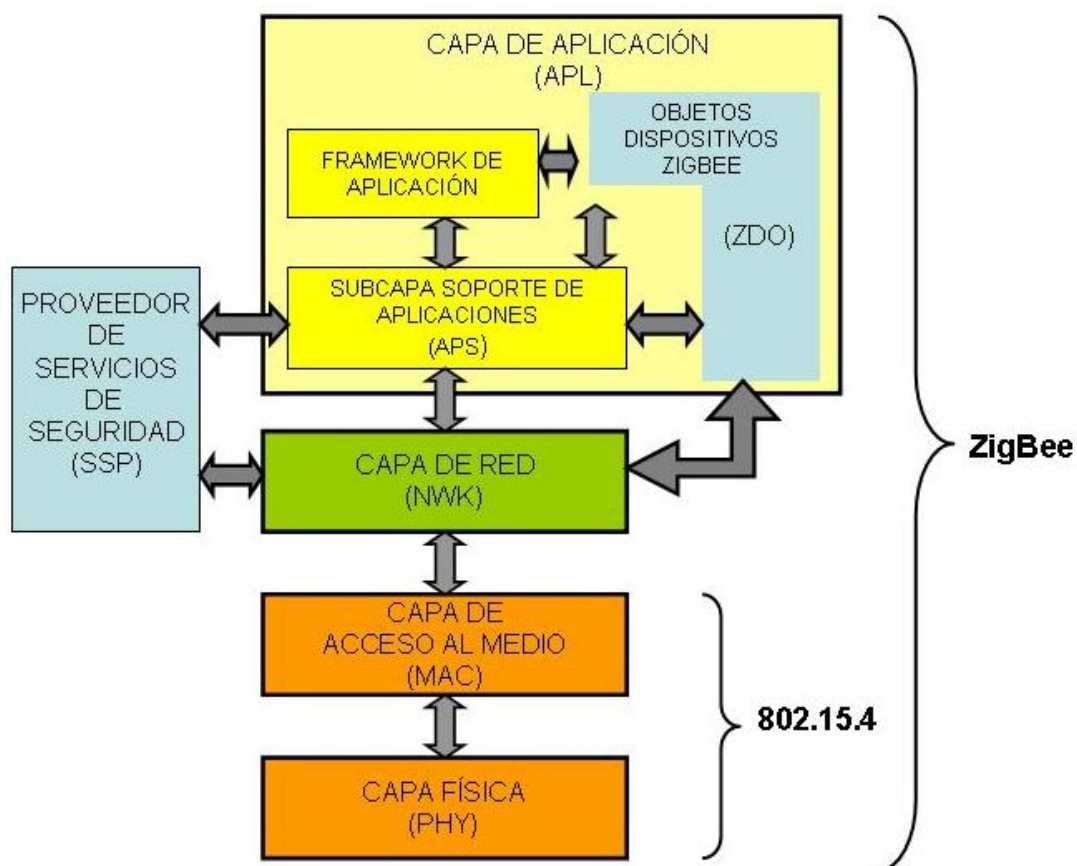 CAPA DE APLICACIÓN
(APL)
OBJETOS
DISPOSITIVOS
ZIGBEE
(ZDO)
FRAMEWORK DE
APLICACIÓN
SUBCAPA SOPORTE DE
APLICACIONES
(APS)
PROVEEDOR
DE
SERVICIOS
DE
SEGURIDAD
(SSP)
CAPA DE RED
(NWK)
ZigBee
CAPA DE
ACCESO AL MEDIO
(MAC)
802.15.4
CAPA FÍSICA
(PHY)